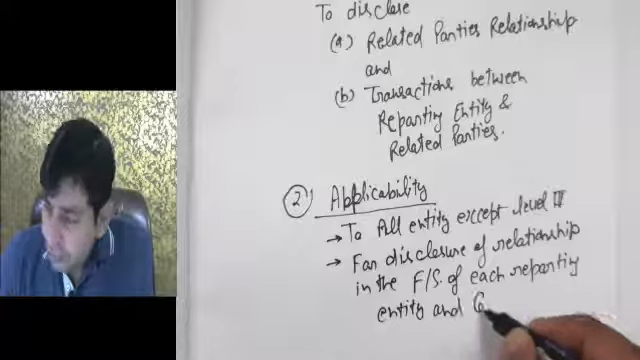 To disclose
(a) Related Parties Relationship
and
(b) Transactions between
Reporting Entity &
Related Parties.
(2) Applicability
→ To All entity except level IV
→ For disclosure of relationship
in the F/S. of each reporting
entity and C